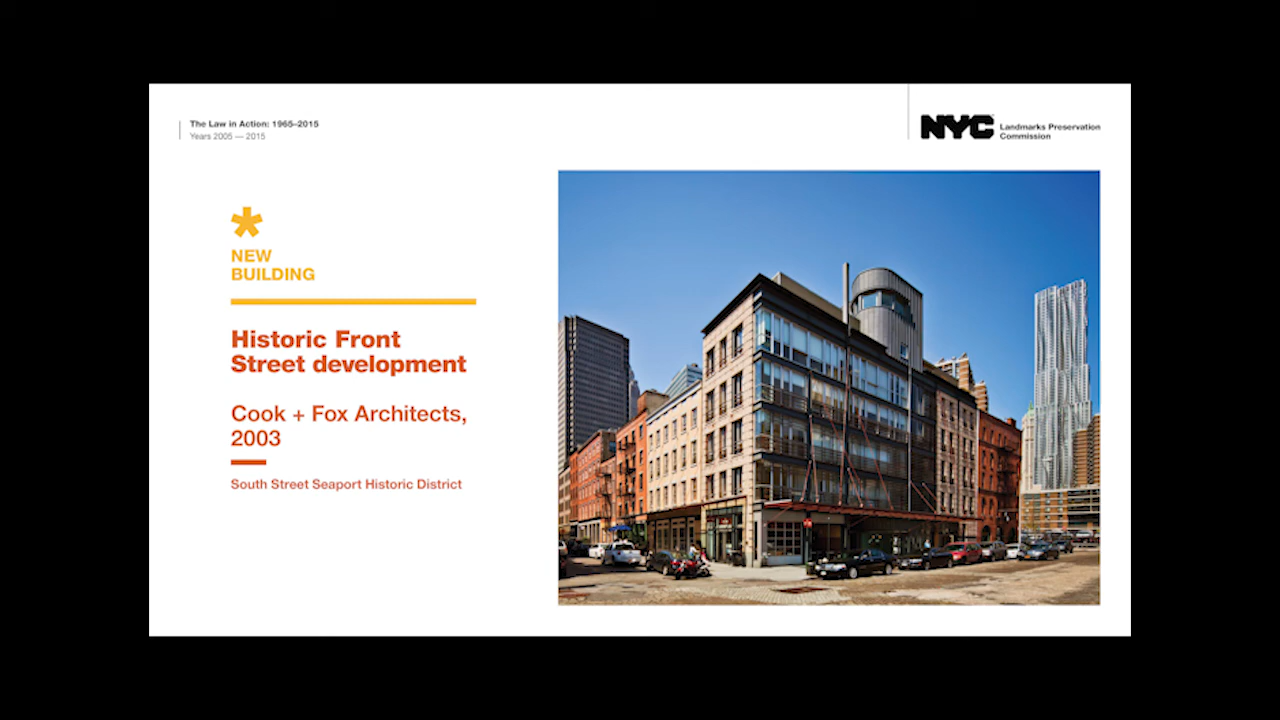 The Law in Action: 1965–2015
Years 2005 — 2015
NYC Landmarks Preservation
Commission
*
NEW
BUILDING
Historic Front
Street development
Cook + Fox Architects,
2003
South Street Seaport Historic District